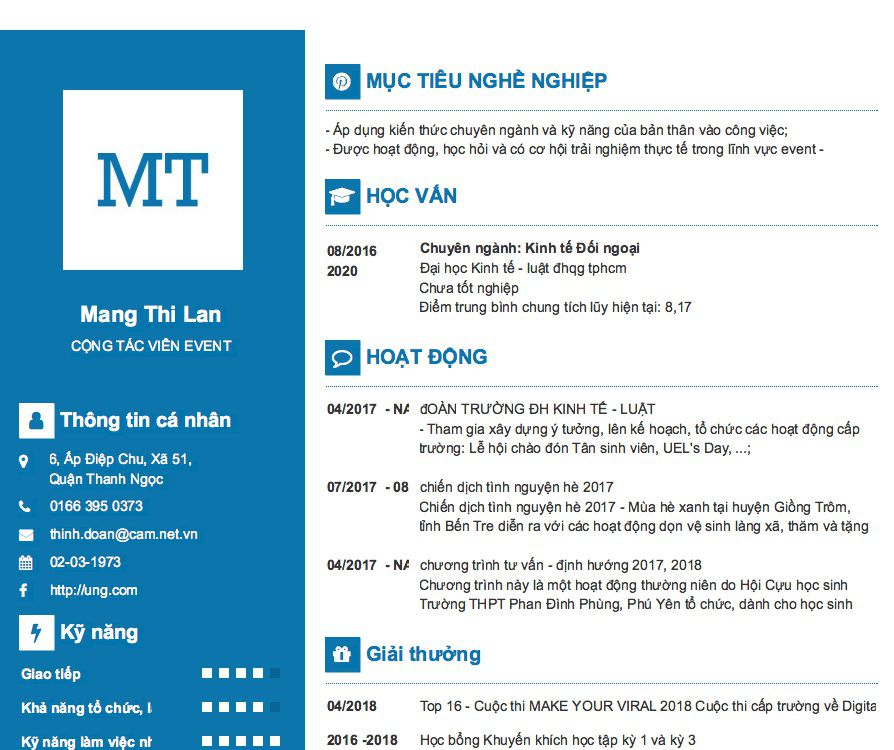 MT
Mang Thi Lan
CỘNG TÁC VIÊN EVENT
Thông tin cá nhân
6, Ấp Điệp Chu, Xã 51,
Quận Thanh Ngọc
0166 395 0373
thinh.doan@cam.net.vn
02-03-1973
http://ung.com
Kỹ năng
Giao tiếp
Khả năng tổ chức,
Kỹ năng làm việc
MỤC TIÊU NGHỀ NGHIỆP
- Áp dụng kiến thức chuyên ngành và kỹ năng của bản thân vào công việc;
- Được hoạt động, học hỏi và có cơ hội trải nghiệm thực tế trong lĩnh vực event -
HỌC VẤN
08/2016
2020
Chuyên ngành: Kinh tế Đối ngoại
Đại học Kinh tế - luật đhqg tphcm
Chưa tốt nghiệp
Điểm trung bình chung tích lũy hiện tại: 8,17
HOẠT ĐỘNG
04/2017 - NA đOÀN TRƯỜNG ĐH KINH TẾ - LUẬT
- Tham gia xây dựng ý tưởng, lên kế hoạch, tổ chức các hoạt động cấp
trường: Lễ hội chào đón Tân sinh viên, UEL's Day, ...;
07/2017 - 08 chiến dịch tình nguyện hè 2017
Chiến dịch tình nguyện hè 2017 - Mùa hè xanh tại huyện Giồng Trôm,
tỉnh Bến Tre diễn ra với các hoạt động dọn vệ sinh làng xã, thăm và tặng
04/2017 - NA chương trình tư vấn - định hướng 2017, 2018
Chương trình này là một hoạt động thường niên do Hội Cựu học sinh
Trường THPT Phan Đình Phùng, Phú Yên tổ chức, dành cho học sinh
Giải thưởng
04/2018 Top 16 - Cuộc thi MAKE YOUR VIRAL 2018 Cuộc thi cấp trường về Digita
2016 -2018 Học bổng Khuyến khích học tập kỳ 1 và kỳ 3